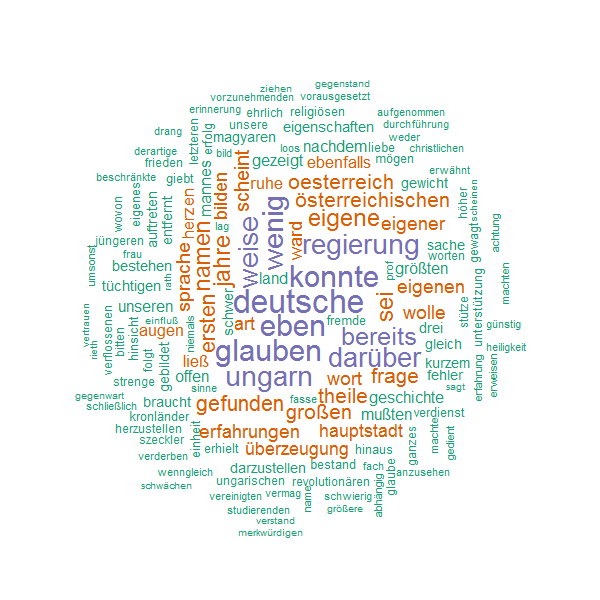 ziehen
gegenstand
vorzunehmenden
vorausgesetzt
erinnerung
ehrlich
religiösen
aufgenommen
drang
letzteren
erfolg
unsere
eigenschaften
durchführung
magyaren
loos
nachdem
liebe
weder
christlichen
derartige
frieden
bild
gezeigt
ebenfalls
mögen
erwähnt
beschränkte
giebt
mannes
scheint
ruhe
oesterreich
gewicht
höher
scheinen
wovon
eigenes
auftreten
entfernt
herzen
bilden
österreichischen
jüngeren
frau
namen
lag
weise
wenig
ward
eigene
eigener
gewagt
achtung
umsonst
bestehen
sprache
jahre
regierung
sache
worten
rath
land
konnte
prof
größten
tüchtigen
eigenen
unterstützung
machten
vertrauen
verflossenen
unseren
ersten
schwer
deutsche
sei
wolle
stütze
einfluß
niemals
art
eben
fremde
drei
günstig
rieth
bitten
hinsicht
augen
bereits
gleich
heiligkeit
folgt
gebildet
ließ
glauben
darüber
kurzem
erfahrung
erweisen
strenge
offen
sinne
ungarn
wort
frage
fehler
sagt
gegenwart
schließlich
braucht
gefunden
fasse
theile
geschichte
kronländer
großen
mußten
verdienst
herzustellen
einheit
erfahrungen
hauptstadt
ganzes
machte
gedient
szeckler
verderben
erhielt
überzeugung
hinaus
wenngleich
darzustellen
bestand
fach
glaube
anzusehen
schwächen
ungarischen
revolutionären
abhängig
vereinigten
vermag
name
schwierig
studierenden
größere
verstand
merkwürdigen